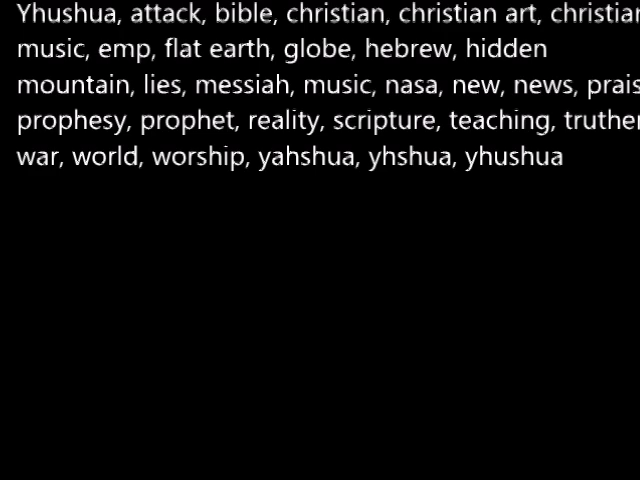 Yhushua, attack, bible, christian, christian art, christian
music, emp, flat earth, globe, hebrew, hidden
mountain, lies, messiah, music, nasa, new, news, prais
prophesy, prophet, reality, scripture, teaching, truther
war, world, worship, yahshua, yhshua, yhushua